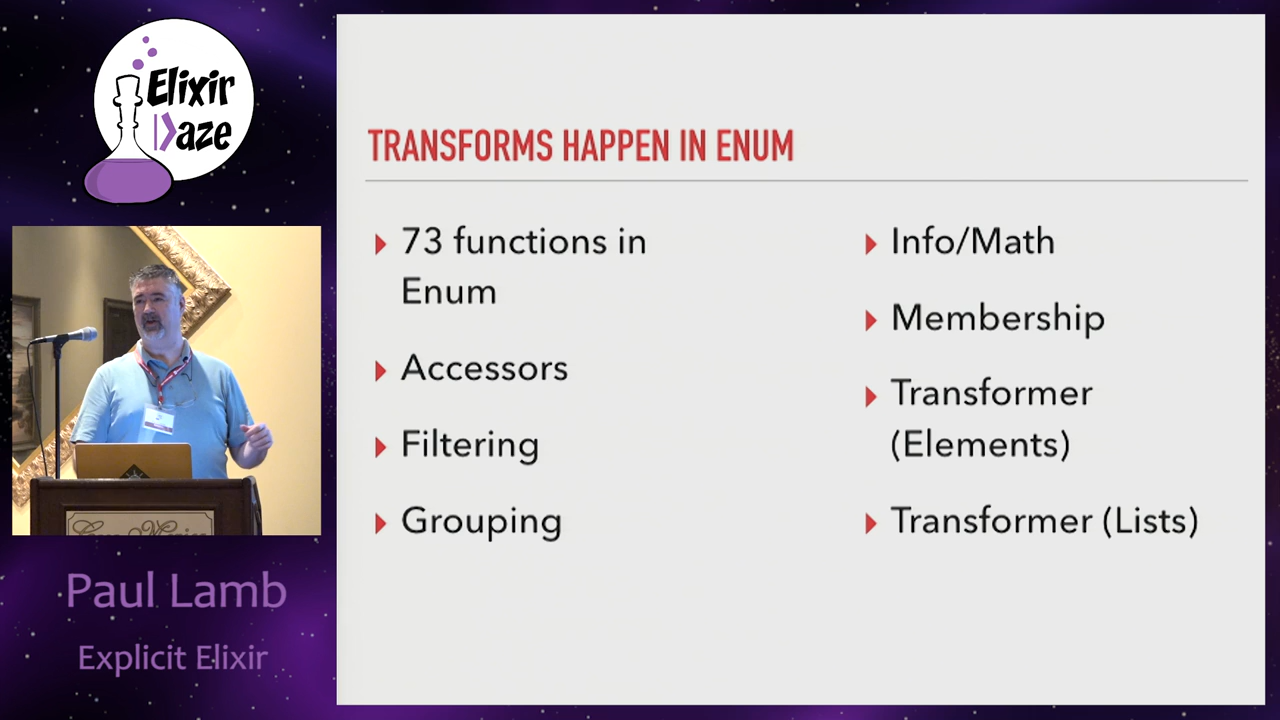 Elixir
Daze
TRANSFORMS HAPPEN IN ENUM
73 functions in
Enum
Accessors
Filtering
Grouping
Info/Math
Membership
Transformer
(Elements)
Transformer (Lists)
Paul Lamb
Explicit Elixir